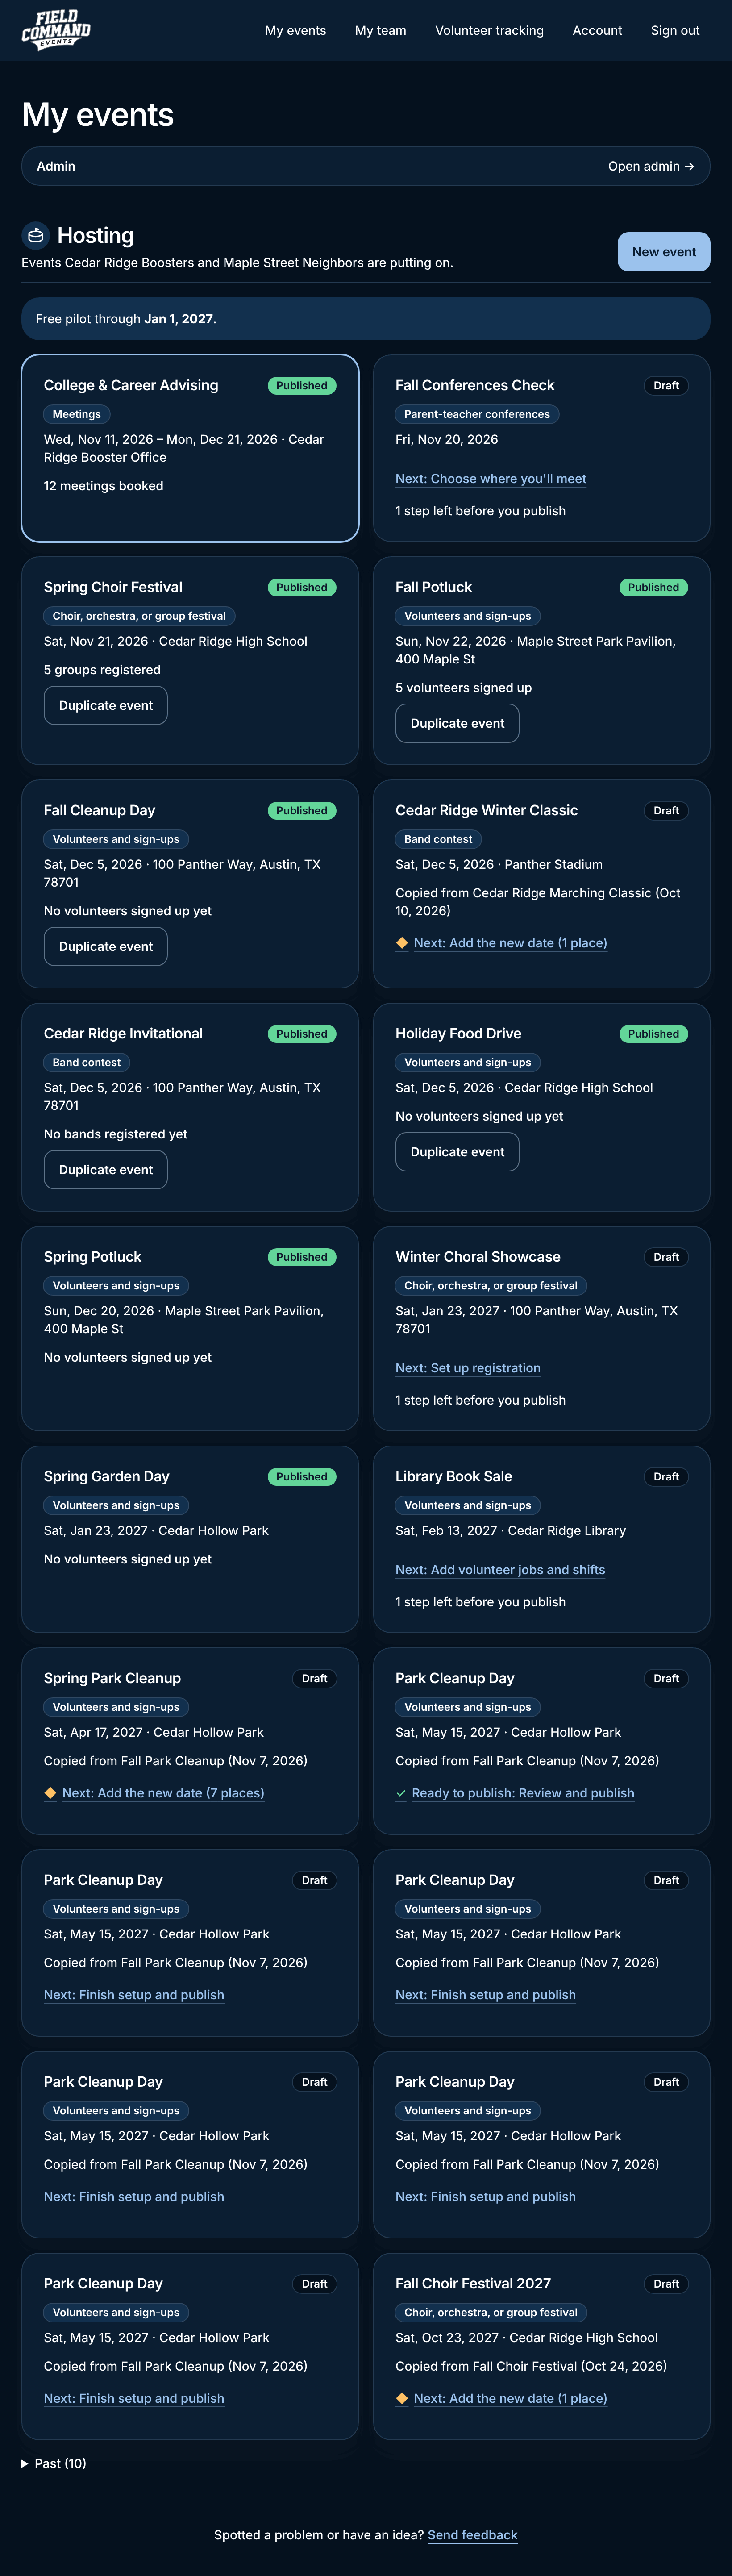 FIELD
COMMAND
EVENTS
My events
My team
Volunteer tracking
Account
Sign out
My events
Admin
Open admin →
Hosting
Events Cedar Ridge Boosters and Maple Street Neighbors are putting on.
New event
Free pilot through Jan 1, 2027.
College & Career Advising
Published
Meetings
Wed, Nov 11, 2026 – Mon, Dec 21, 2026 · Cedar
Ridge Booster Office
12 meetings booked
Fall Conferences Check
Draft
Parent-teacher conferences
Fri, Nov 20, 2026
Next: Choose where you'll meet
1 step left before you publish
Spring Choir Festival
Published
Choir, orchestra, or group festival
Sat, Nov 21, 2026 · Cedar Ridge High School
5 groups registered
Duplicate event
Fall Potluck
Published
Volunteers and sign-ups
Sun, Nov 22, 2026 · Maple Street Park Pavilion,
400 Maple St
5 volunteers signed up
Duplicate event
Fall Cleanup Day
Published
Volunteers and sign-ups
Sat, Dec 5, 2026 · 100 Panther Way, Austin, TX
78701
No volunteers signed up yet
Duplicate event
Cedar Ridge Winter Classic
Draft
Band contest
Sat, Dec 5, 2026 · Panther Stadium
Copied from Cedar Ridge Marching Classic (Oct
10, 2026)
Next: Add the new date (1 place)
Cedar Ridge Invitational
Published
Band contest
Sat, Dec 5, 2026 · 100 Panther Way, Austin, TX
78701
No bands registered yet
Duplicate event
Holiday Food Drive
Published
Volunteers and sign-ups
Sat, Dec 5, 2026 · Cedar Ridge High School
No volunteers signed up yet
Duplicate event
Spring Potluck
Published
Volunteers and sign-ups
Sun, Dec 20, 2026 · Maple Street Park Pavilion,
400 Maple St
No volunteers signed up yet
Winter Choral Showcase
Draft
Choir, orchestra, or group festival
Sat, Jan 23, 2027 · 100 Panther Way, Austin, TX
78701
Next: Set up registration
1 step left before you publish
Spring Garden Day
Published
Volunteers and sign-ups
Sat, Jan 23, 2027 · Cedar Hollow Park
No volunteers signed up yet
Library Book Sale
Draft
Volunteers and sign-ups
Sat, Feb 13, 2027 · Cedar Ridge Library
Next: Add volunteer jobs and shifts
1 step left before you publish
Spring Park Cleanup
Draft
Volunteers and sign-ups
Sat, Apr 17, 2027 · Cedar Hollow Park
Copied from Fall Park Cleanup (Nov 7, 2026)
Next: Add the new date (7 places)
Park Cleanup Day
Draft
Volunteers and sign-ups
Sat, May 15, 2027 · Cedar Hollow Park
Copied from Fall Park Cleanup (Nov 7, 2026)
✓ Ready to publish: Review and publish
Park Cleanup Day
Draft
Volunteers and sign-ups
Sat, May 15, 2027 · Cedar Hollow Park
Copied from Fall Park Cleanup (Nov 7, 2026)
Next: Finish setup and publish
Park Cleanup Day
Draft
Volunteers and sign-ups
Sat, May 15, 2027 · Cedar Hollow Park
Copied from Fall Park Cleanup (Nov 7, 2026)
Next: Finish setup and publish
Park Cleanup Day
Draft
Volunteers and sign-ups
Sat, May 15, 2027 · Cedar Hollow Park
Copied from Fall Park Cleanup (Nov 7, 2026)
Next: Finish setup and publish
Park Cleanup Day
Draft
Volunteers and sign-ups
Sat, May 15, 2027 · Cedar Hollow Park
Copied from Fall Park Cleanup (Nov 7, 2026)
Next: Finish setup and publish
Park Cleanup Day
Draft
Volunteers and sign-ups
Sat, May 15, 2027 · Cedar Hollow Park
Copied from Fall Park Cleanup (Nov 7, 2026)
Next: Finish setup and publish
Fall Choir Festival 2027
Draft
Choir, orchestra, or group festival
Sat, Oct 23, 2027 · Cedar Ridge High School
Copied from Fall Choir Festival (Oct 24, 2026)
Next: Add the new date (1 place)
Past (10)
Spotted a problem or have an idea? Send feedback